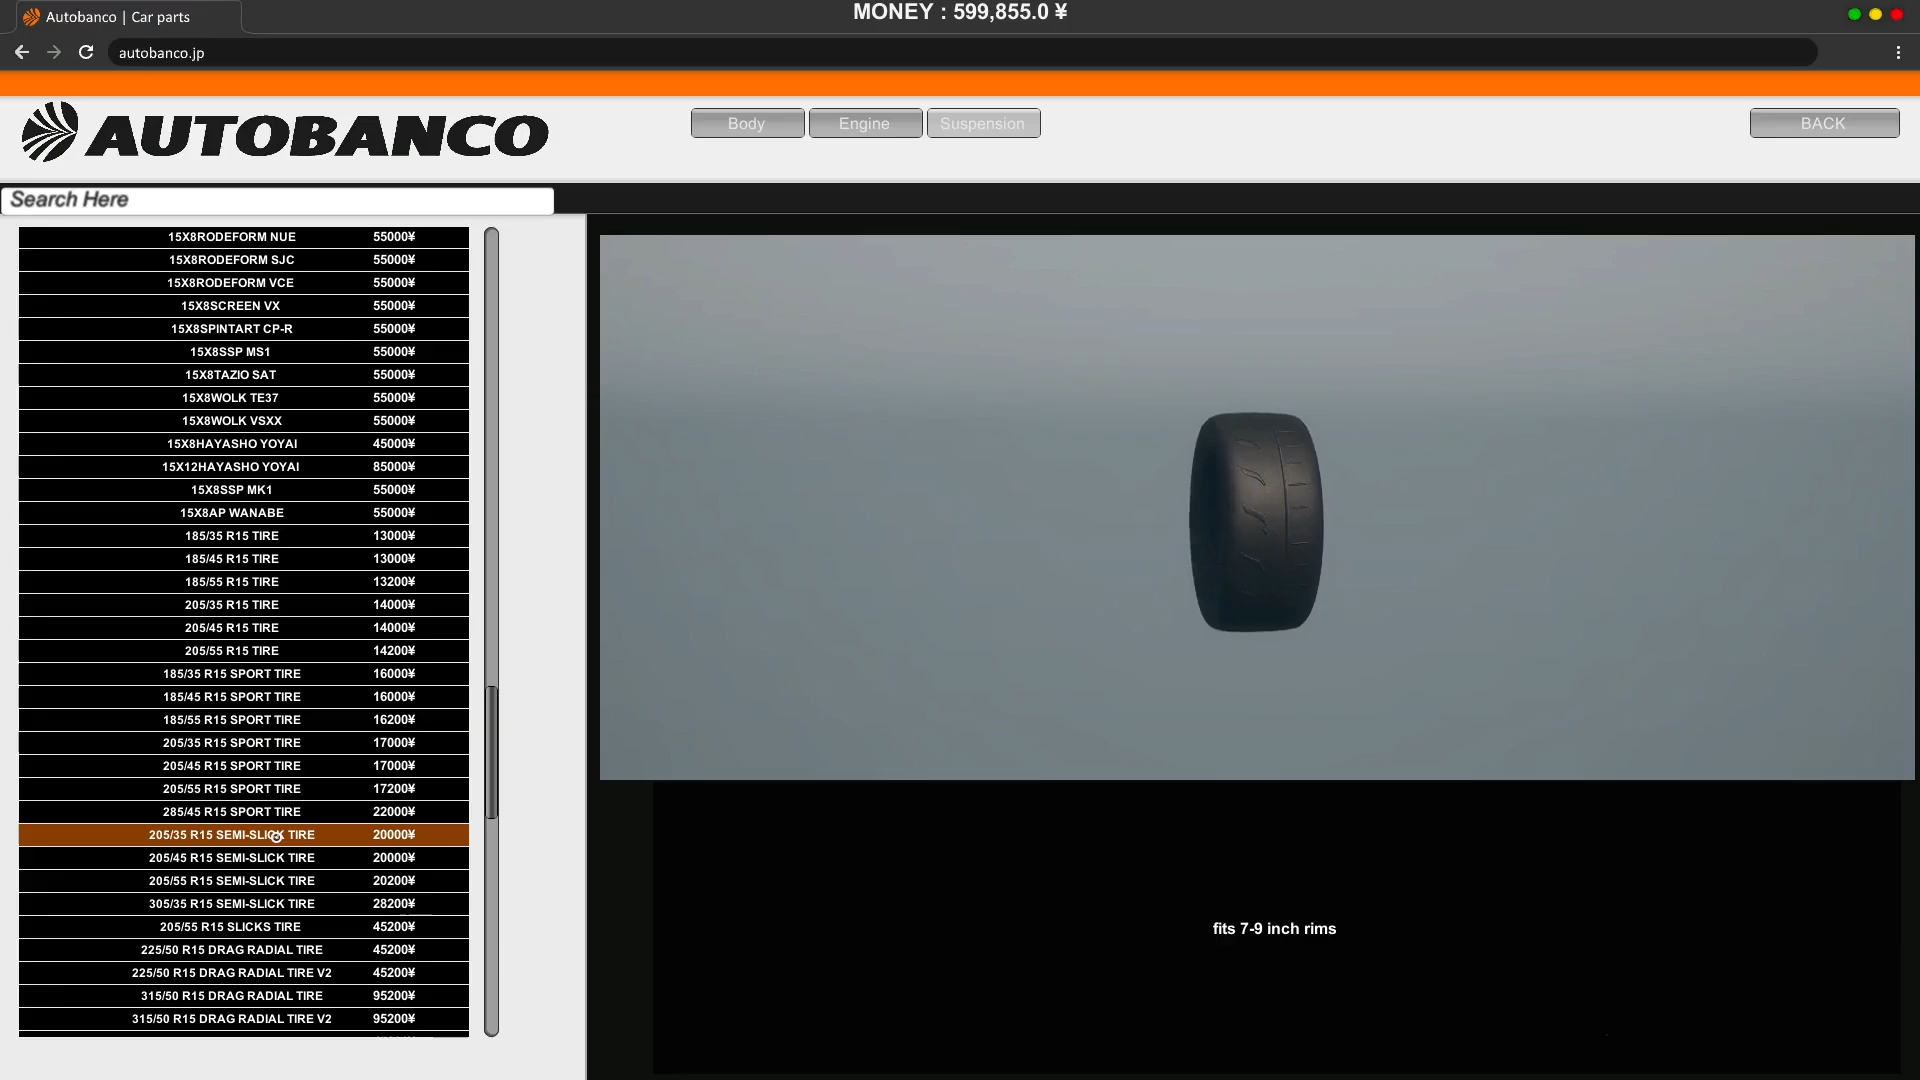 Autobanco | Car parts
MONEY : 599,855.0 ¥
autobanco.jp
AUTOBANCO
Body
Engine
Suspension
BACK
Search Here
15X8RODEFORM NUE 55000¥
15X8RODEFORM SJC 55000¥
15X8RODEFORM VCE 55000¥
15X8SCREEN VX 55000¥
15X8SPINTART CP-R 55000¥
15X8SSP MS1 55000¥
15X8TAZIO SAT 55000¥
15X8WOLK TE37 55000¥
15X8WOLK VSXX 55000¥
15X8HAYASHO YOYAI 45000¥
15X12HAYASHO YOYAI 85000¥
15X8SSP MK1 55000¥
15X8AP WANABE 55000¥
185/35 R15 TIRE 13000¥
185/45 R15 TIRE 13000¥
185/55 R15 TIRE 13200¥
205/35 R15 TIRE 14000¥
205/45 R15 TIRE 14000¥
205/55 R15 TIRE 14200¥
185/35 R15 SPORT TIRE 16000¥
185/45 R15 SPORT TIRE 16000¥
185/55 R15 SPORT TIRE 16200¥
205/35 R15 SPORT TIRE 17000¥
205/45 R15 SPORT TIRE 17000¥
205/55 R15 SPORT TIRE 17200¥
285/45 R15 SPORT TIRE 22000¥
205/35 R15 SEMI-SLICK TIRE 20000¥
205/45 R15 SEMI-SLICK TIRE 20000¥
205/55 R15 SEMI-SLICK TIRE 20200¥
305/35 R15 SEMI-SLICK TIRE 28200¥
205/55 R15 SLICKS TIRE 45200¥
225/50 R15 DRAG RADIAL TIRE 45200¥
225/50 R15 DRAG RADIAL TIRE V2 45200¥
315/50 R15 DRAG RADIAL TIRE 95200¥
315/50 R15 DRAG RADIAL TIRE V2 95200¥
fits 7-9 inch rims